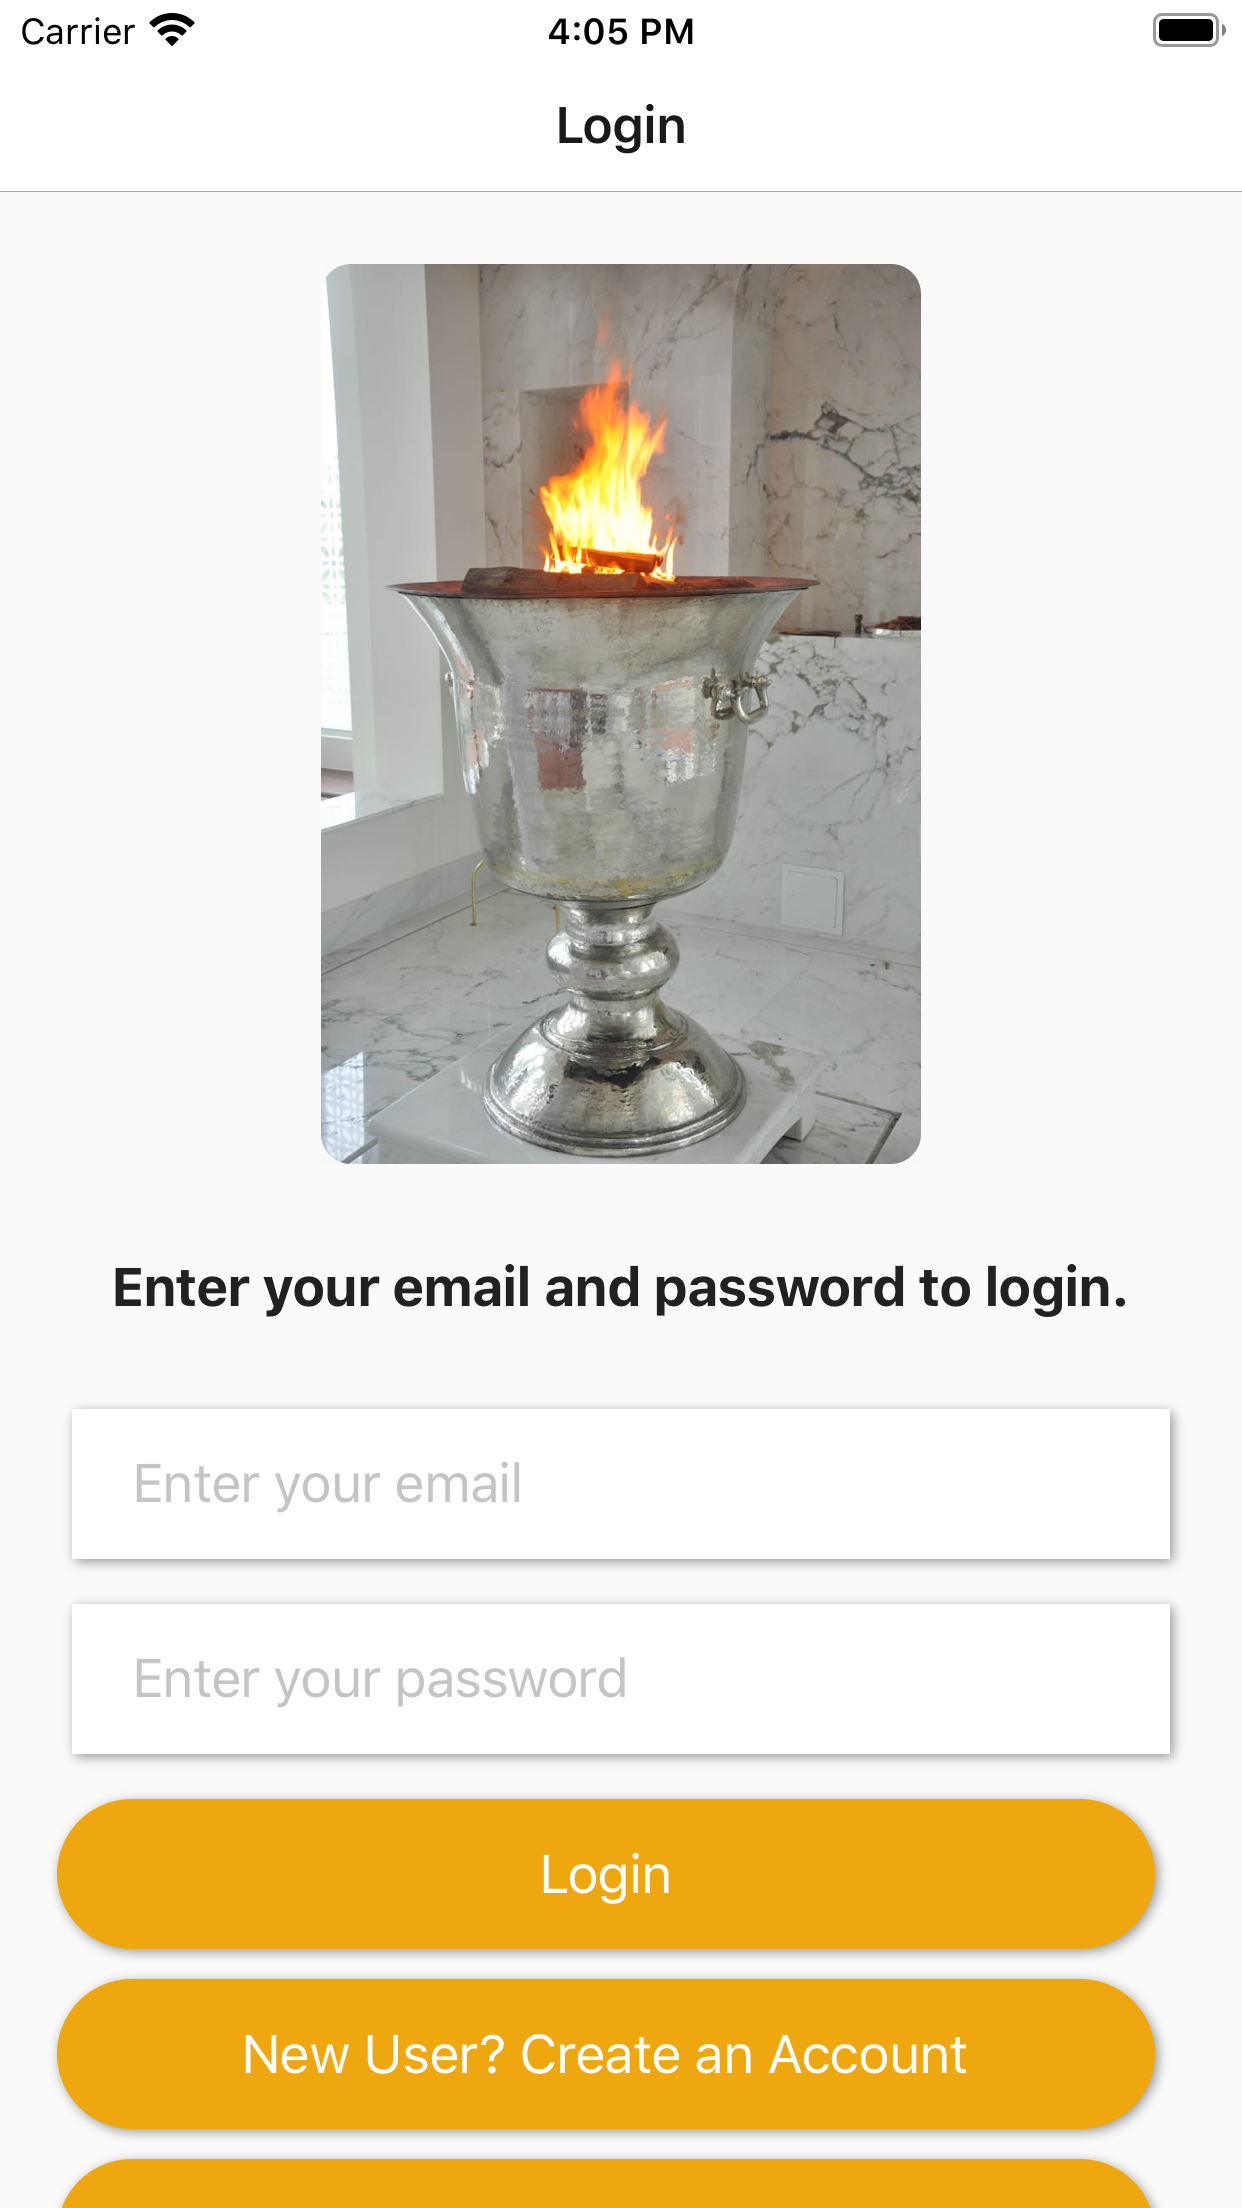 Carrier 4:05 PM
Login
Enter your email and password to login.
Enter your email
Enter your password
Login
New User? Create an Account